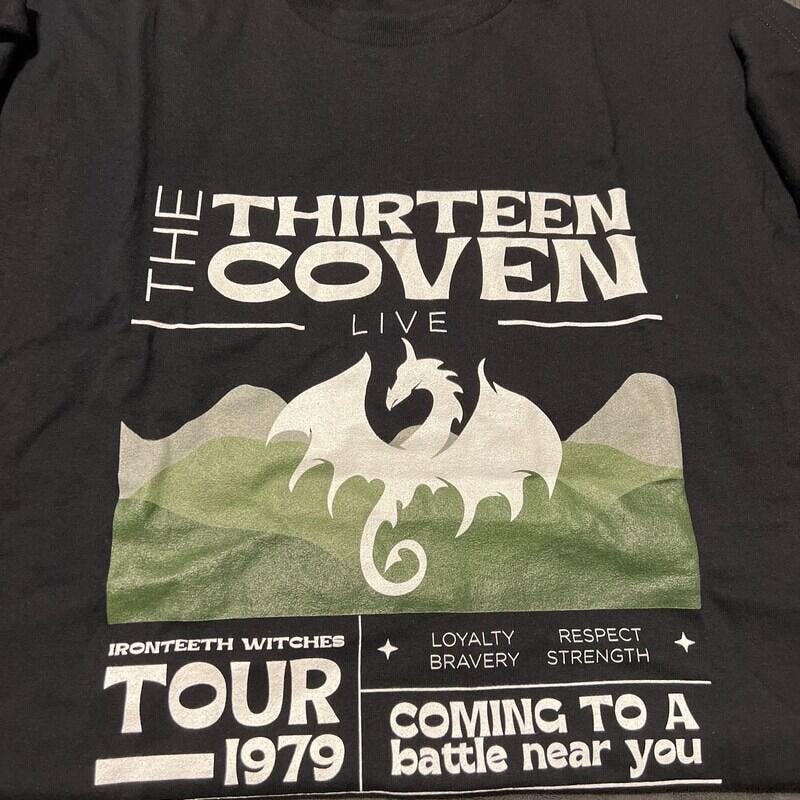 THE THIRTEEN
COVEN
LIVE
IRONTEETH WITCHES
TOUR
1979
LOYALTY RESPECT
BRAVERY STRENGTH
COMING TO A
battle near you